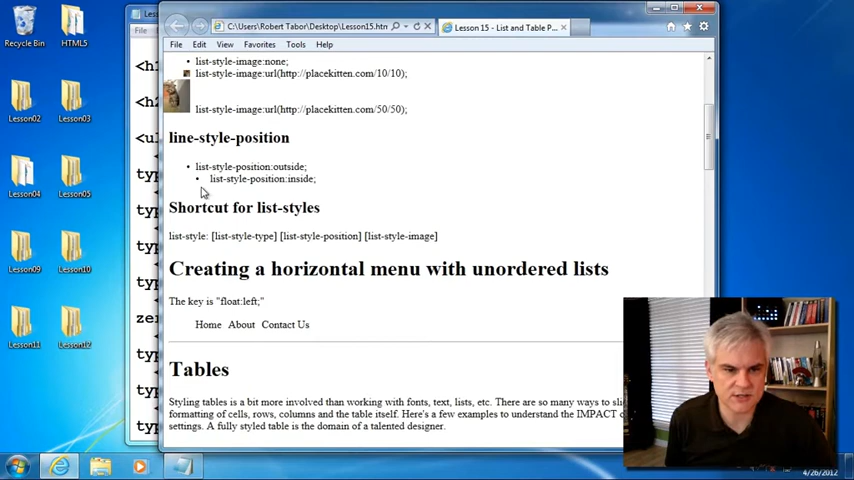 Recycle Bin
HTML5
Lesson02
Lesson03
Lesson04
Lesson05
Lesson09
Lesson10
Lesson11
Lesson12
Less
File
<h
<h2
<u
typ
typ
typ
typ
zer
typ
typ
typ
C:\Users\Robert Tabor\Desktop\Lesson15.htm
Lesson 15 - List and Table P...
File Edit View Favorites Tools Help
• list-style-image:none;
list-style-image:url(http://placekitten.com/10/10);
list-style-image:url(http://placekitten.com/50/50);
line-style-position
• list-style-position:outside;
• list-style-position:inside;
Shortcut for list-styles
list-style: [list-style-type] [list-style-position] [list-style-image]
Creating a horizontal menu with unordered lists
The key is "float:left;"
Home About Contact Us
Tables
Styling tables is a bit more involved than working with fonts, text, lists, etc. There are so many ways to
formatting of cells, rows, columns and the table itself. Here's a few examples to understand the IMPACT
settings. A fully styled table is the domain of a talented designer.
4/26/2012